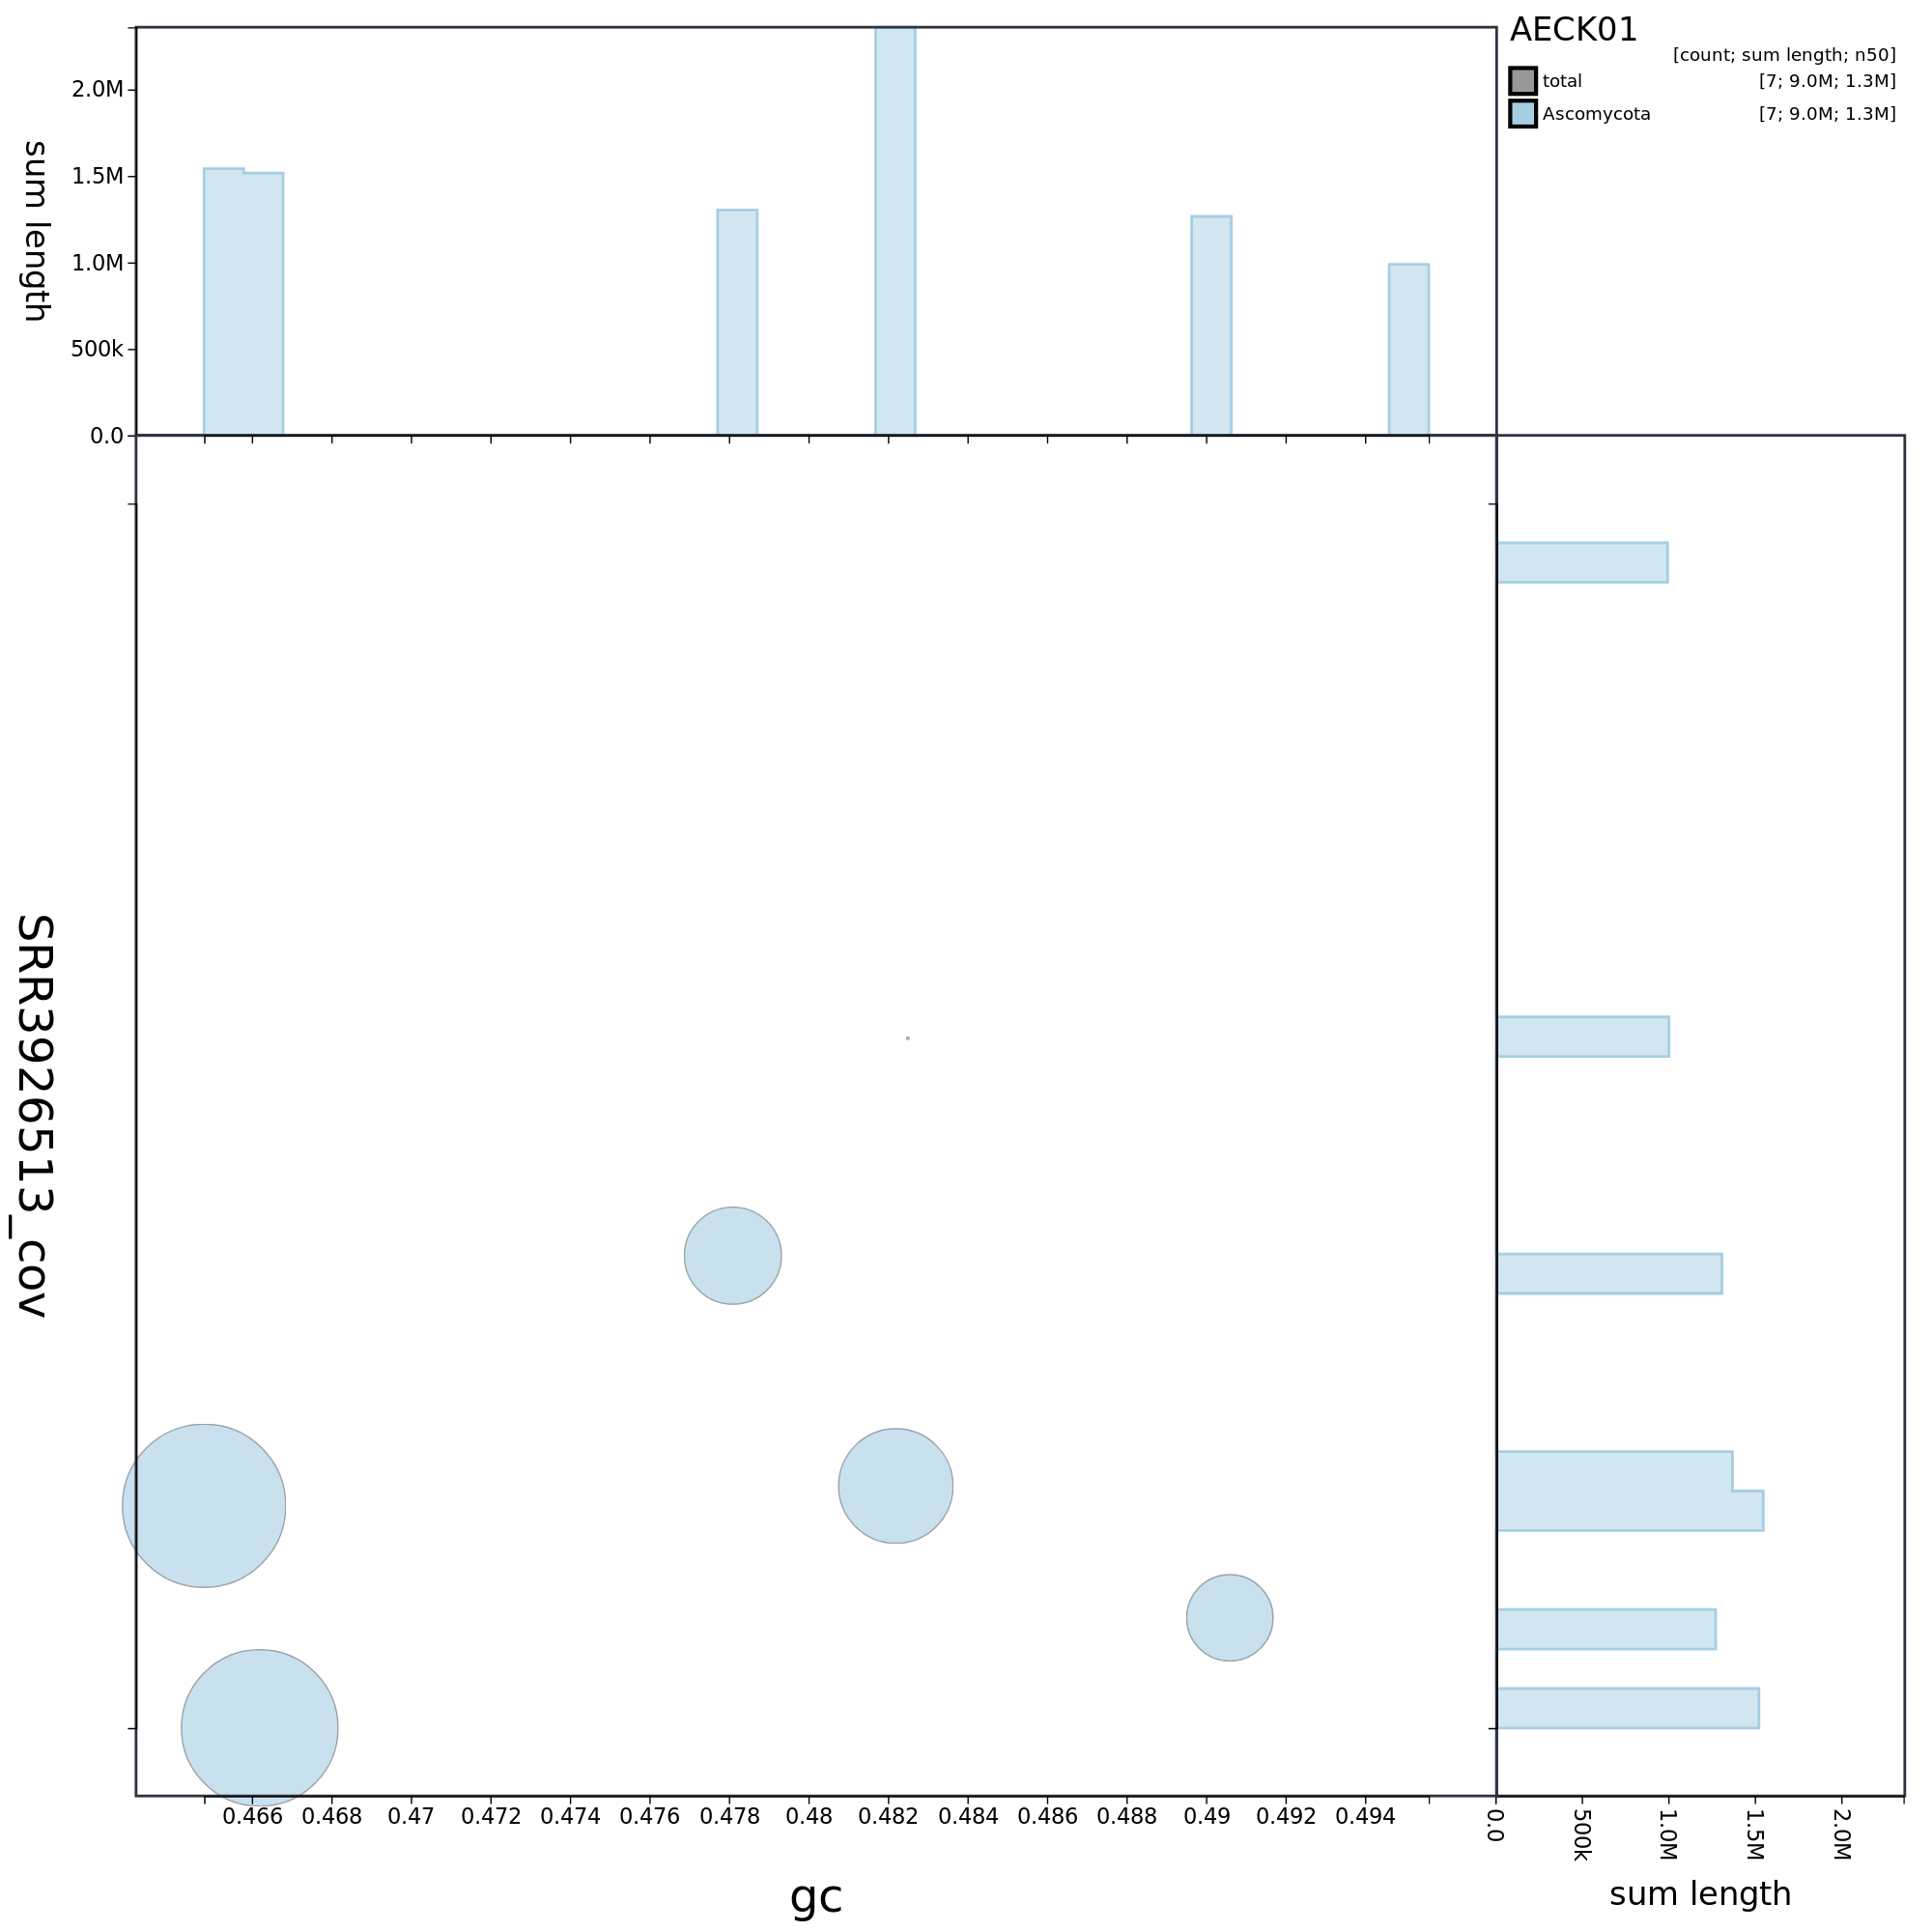 AECK01
[count; sum length; n50]
total [7; 9.0M; 1.3M]
Ascomycota [7; 9.0M; 1.3M]
sum length
2.0M
1.5M
1.0M
500k
0.0
SRR3926513_cov
0.466 0.468 0.47 0.472 0.474 0.476 0.478 0.48 0.482 0.484 0.486 0.488 0.49 0.492 0.494
gc
0.0 500k 1.0M 1.5M 2.0M
sum length